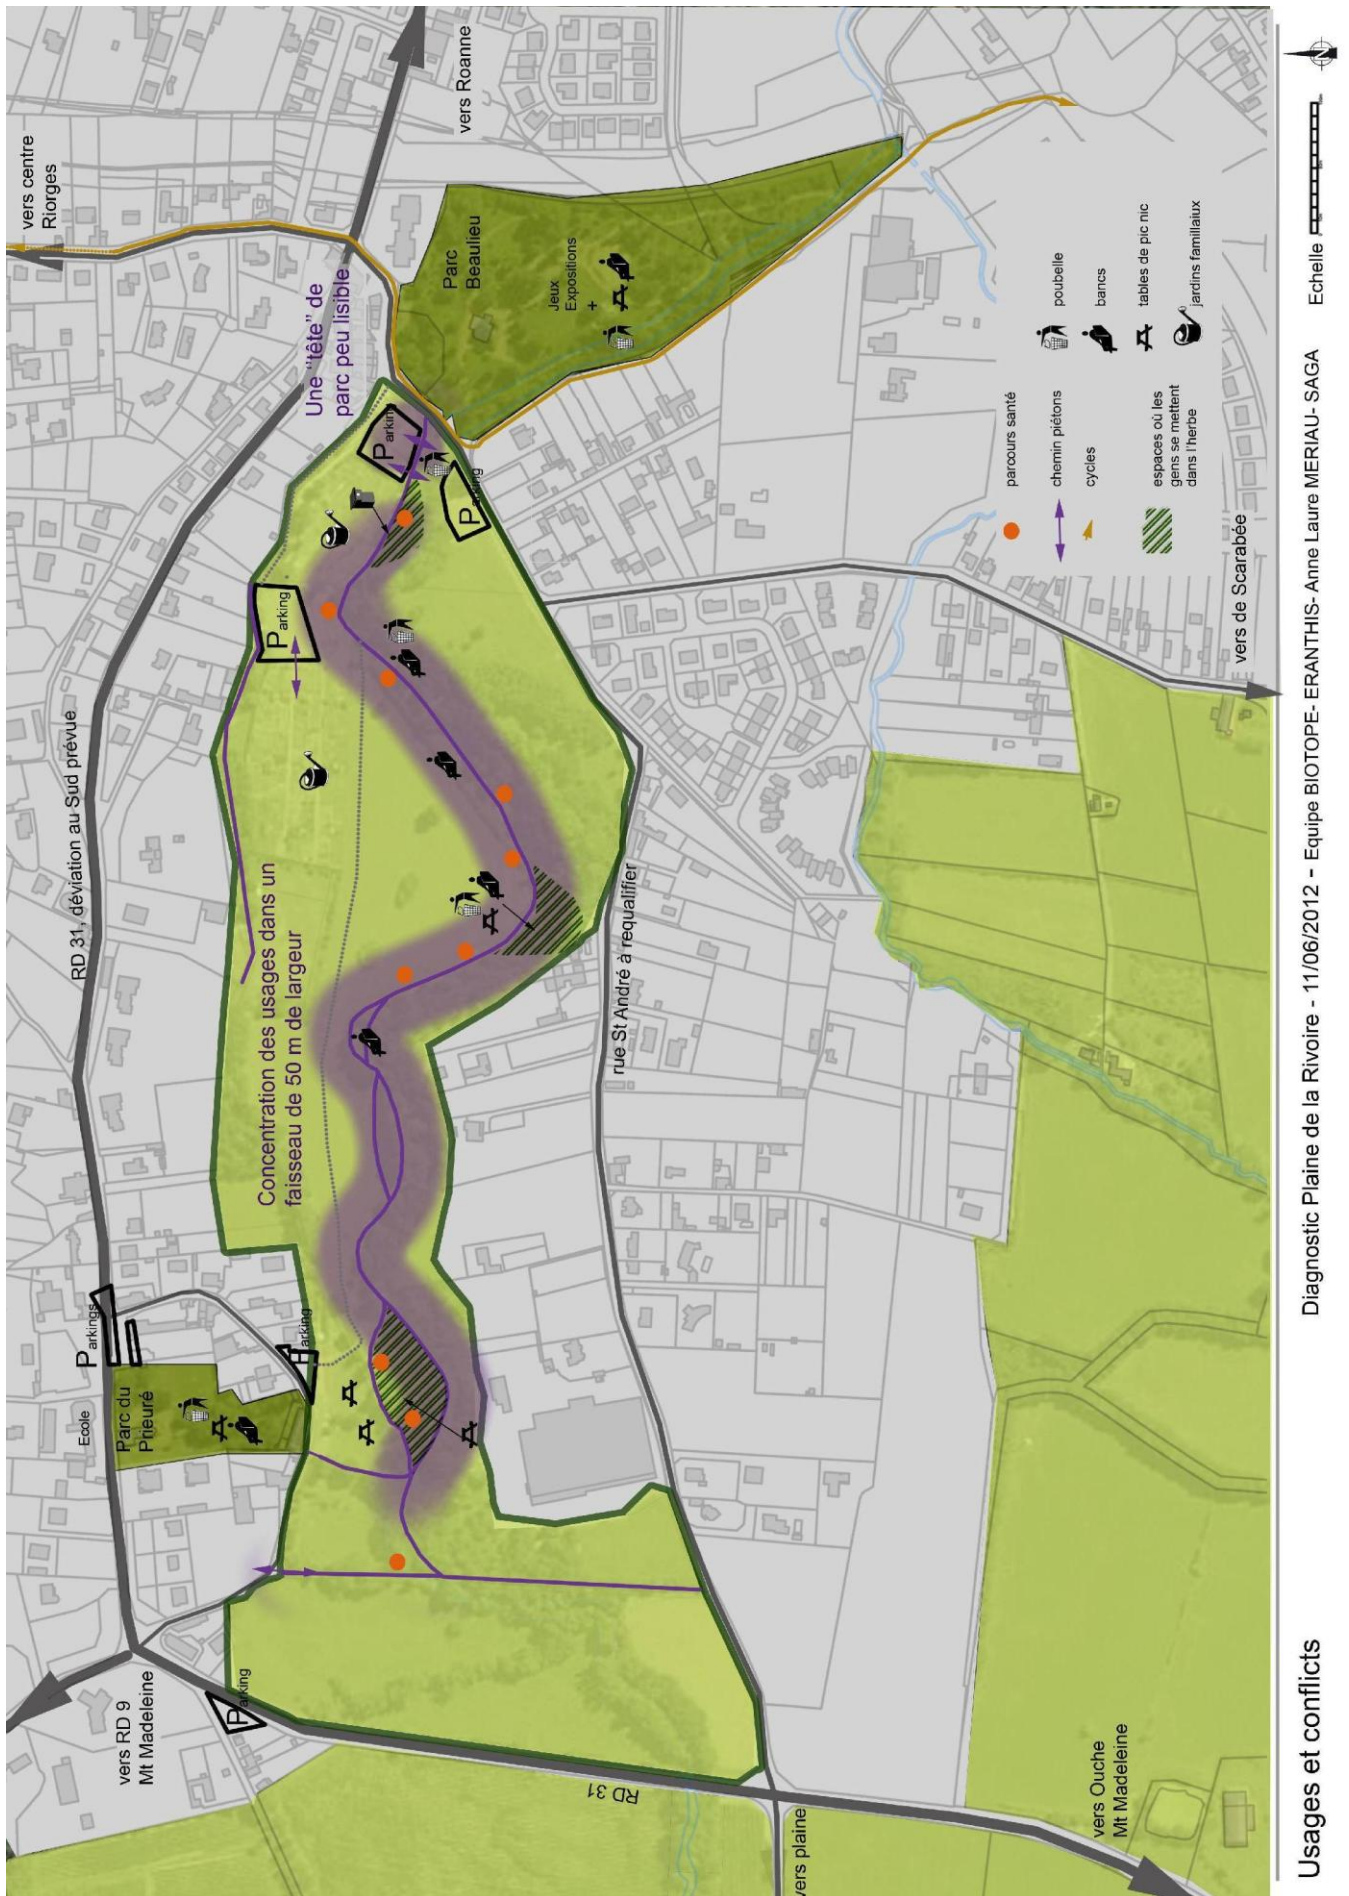 vers centre
Riorges
vers Roanne
Une "tête" de
parc peu lisible
Parc
Beaulieu
Jeux
Expositions
+
Parking
Parking
Parking
RD 31, déviation au Sud prévue
Concentration des usages dans un
faisseau de 50 m de largeur
rue St André à requalifier
vers de Scarabée
Parkings
Parking
Ecole
Parc du
Prieuré
Parking
vers RD 9
Mt Madeleine
RD 31
vers plaine
vers Ouche
Mt Madeleine
parcours santé
chemin piétons
cycles
espaces où les
gens se mettent
dans l'herbe
poubelle
bancs
tables de pic nic
jardins famillaiux
Usages et conflicts
Diagnostic Plaine de la Rivoire - 11/06/2012 - Equipe BIOTOPE- ERANTHIS- Anne Laure MERIAU- SAGA
Echelle
N